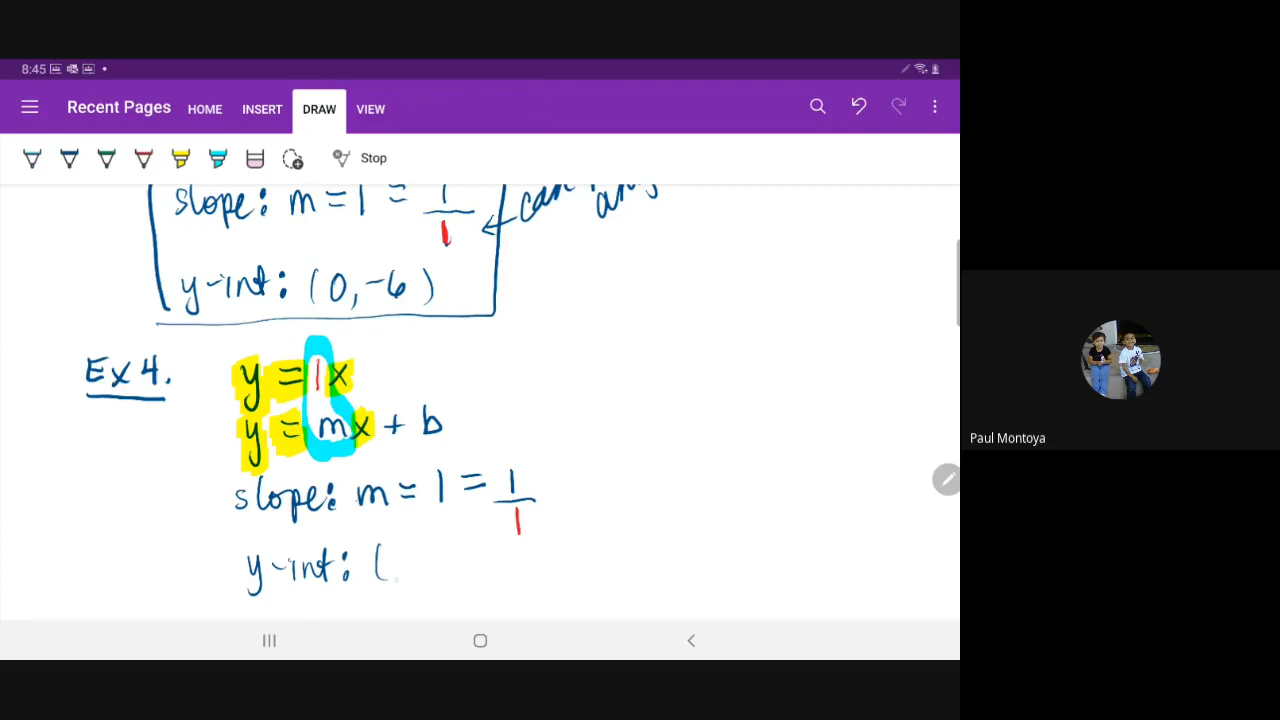 8:45
Recent Pages HOME INSERT DRAW VIEW
Stop
slope: m = 1 = 1/1
can
y-int: (0, -6)
Ex 4. y = 1x
y = mx + b
slope: m = 1 = 1/1
y-int: (
Paul Montoya